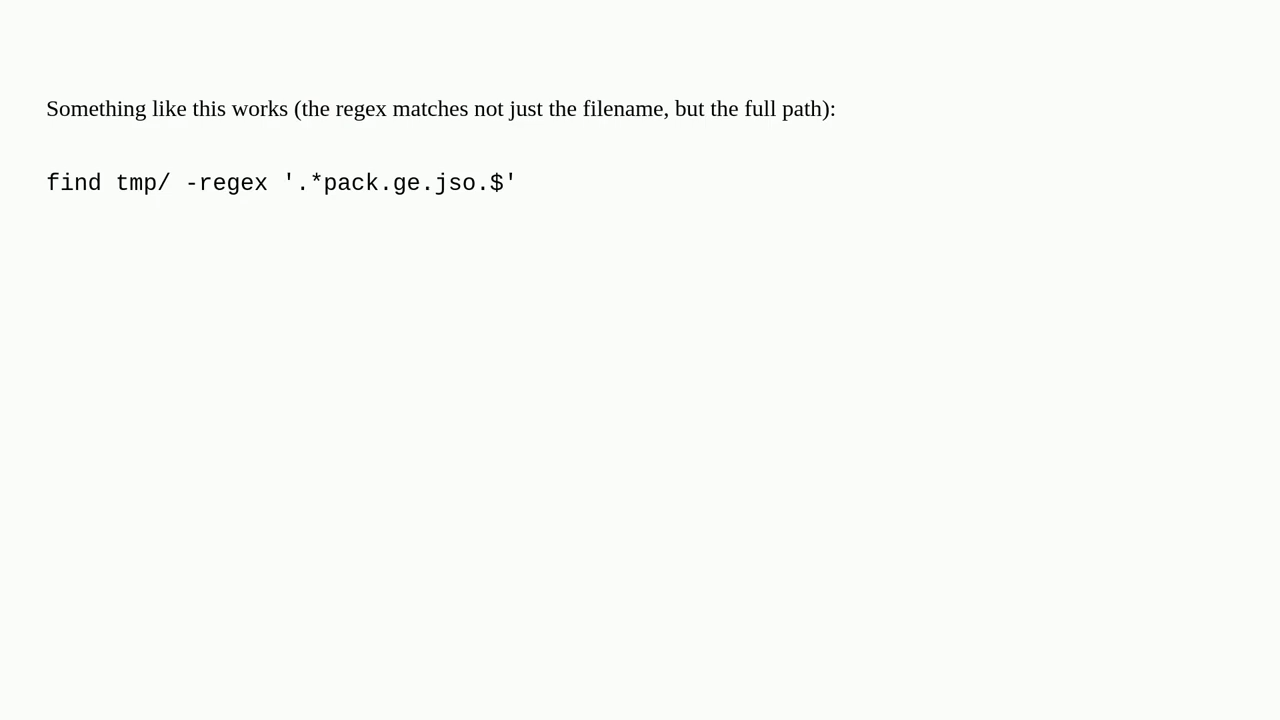 Something like this works (the regex matches not just the filename, but the full path):
find tmp/ -regex '.*pack.ge.jso.$'